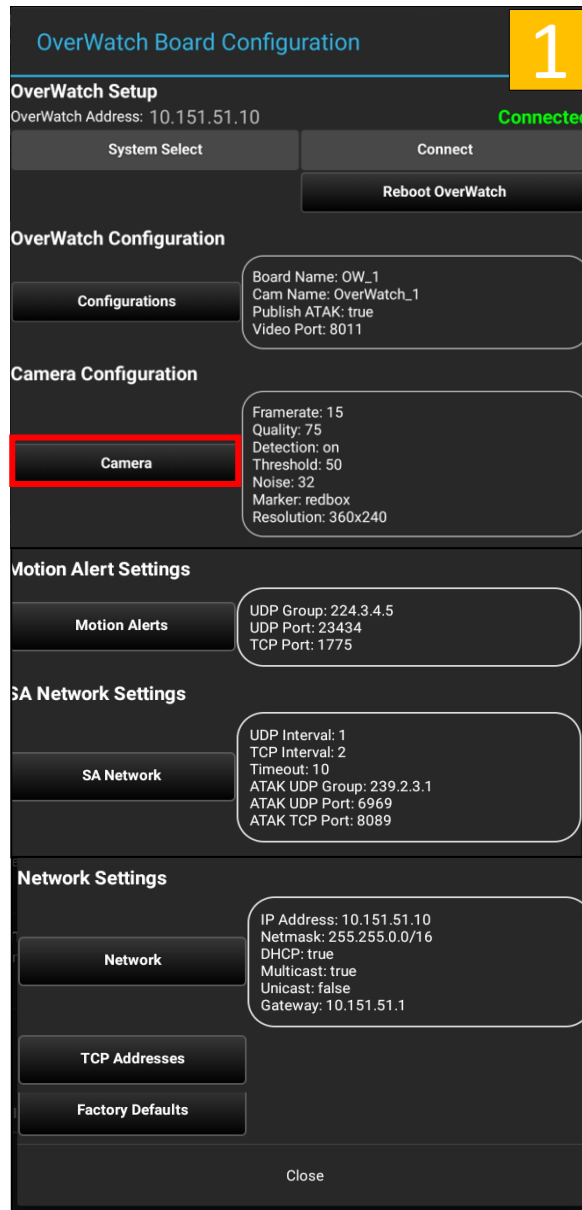 OverWatch Board Configuration
1
OverWatch Setup
OverWatch Address: 10.151.51.10
Connected
System Select
Connect
Reboot OverWatch
OverWatch Configuration
Configurations
Board Name: OW_1
Cam Name: OverWatch_1
Publish ATAK: true
Video Port: 8011
Camera Configuration
Camera
Framerate: 15
Quality: 75
Detection: on
Threshold: 50
Noise: 32
Marker: redbox
Resolution: 360x240
Motion Alert Settings
Motion Alerts
UDP Group: 224.3.4.5
UDP Port: 23434
TCP Port: 1775
SA Network Settings
SA Network
UDP Interval: 1
TCP Interval: 2
Timeout: 10
ATAK UDP Group: 239.2.3.1
ATAK UDP Port: 6969
ATAK TCP Port: 8089
Network Settings
Network
IP Address: 10.151.51.10
Netmask: 255.255.0.0/16
DHCP: true
Multicast: true
Unicast: false
Gateway: 10.151.51.1
TCP Addresses
Factory Defaults
Close